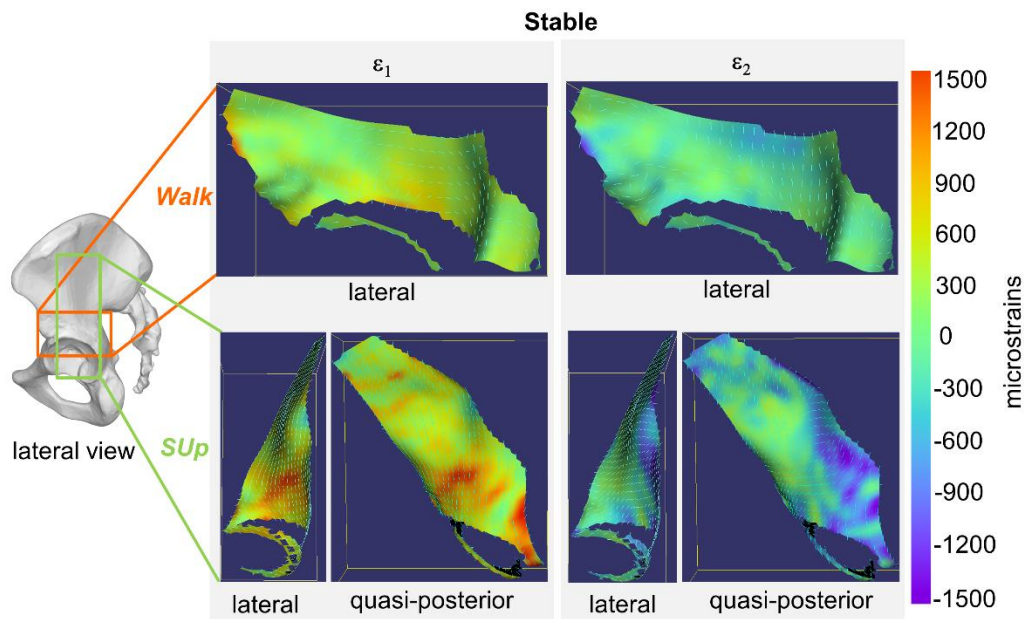 Stable
ε1
ε2
Walk
lateral
lateral
lateral view
SUp
lateral
quasi-posterior
lateral
quasi-posterior
1500
1200
900
600
300
0
-300
-600
-900
-1200
-1500
microstrains